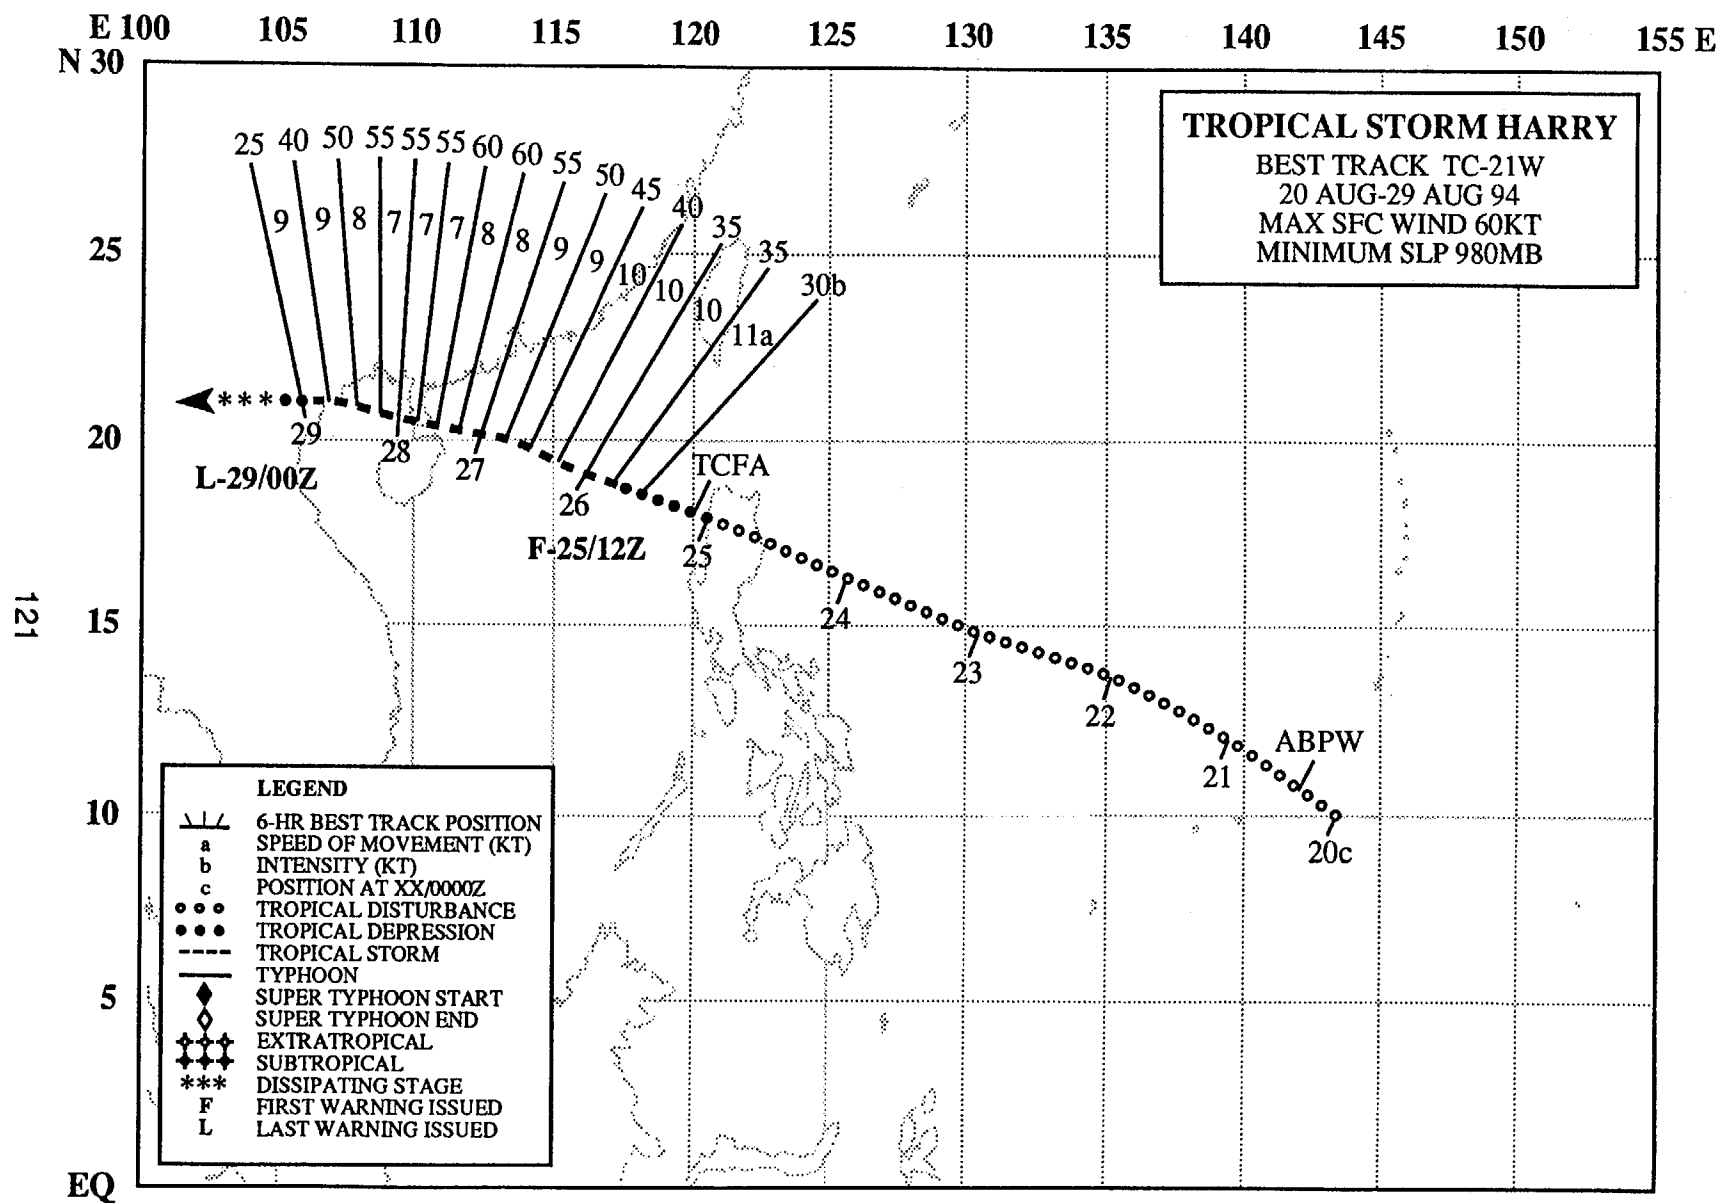 E 100 105 110 115 120 125 130 135 140 145 150 155 E
N 30
25
20
15
10
5
EQ
TROPICAL STORM HARRY
BEST TRACK TC-21W
20 AUG-29 AUG 94
MAX SFC WIND 60KT
MINIMUM SLP 980MB
25 40 50 55 55 55 60 60 55 50 45 40 35 35 30b
9 9 8 7 7 7 8 8 9 9 10 10 10 11a
29
28
27
26
25
24
23
22
21
20c
TCFA
ABPW
L-29/00Z
F-25/12Z
121
LEGEND
6-HR BEST TRACK POSITION
a SPEED OF MOVEMENT (KT)
b INTENSITY (KT)
c POSITION AT XX/0000Z
TROPICAL DISTURBANCE
TROPICAL DEPRESSION
TROPICAL STORM
TYPHOON
SUPER TYPHOON START
SUPER TYPHOON END
EXTRATROPICAL
SUBTROPICAL
*** DISSIPATING STAGE
F FIRST WARNING ISSUED
L LAST WARNING ISSUED